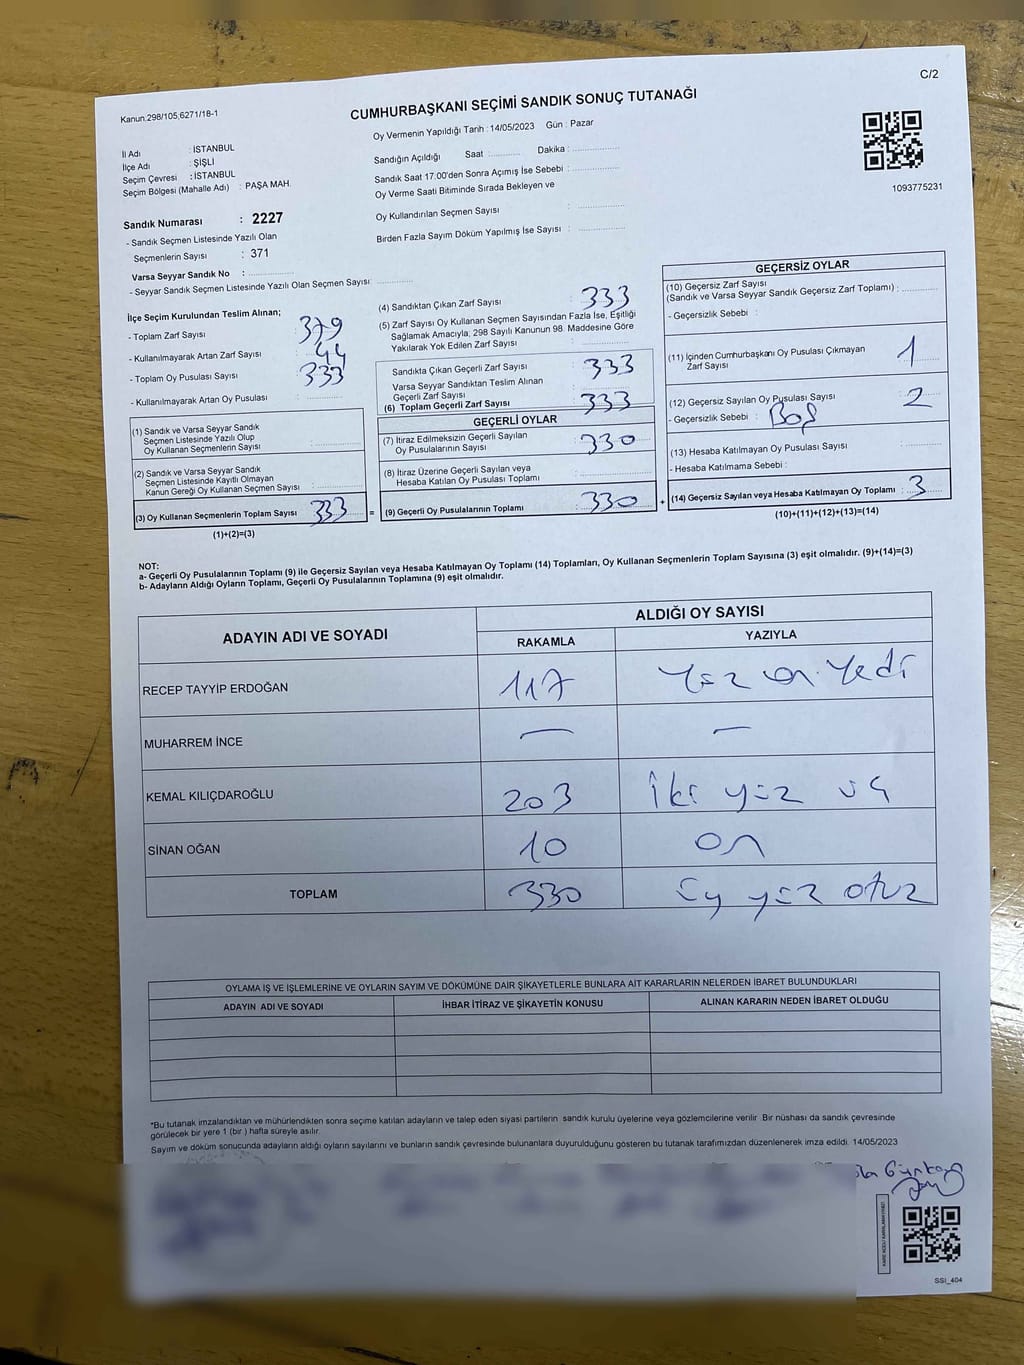 C/2
Kanun.298/105;6271/18-1
CUMHURBAŞKANI SEÇİMİ SANDIK SONUÇ TUTANAĞI
Oy Vermenin Yapıldığı Tarih : 14/05/2023 Gün : Pazar
İl Adı : İSTANBUL
İlçe Adı : ŞİŞLİ
Seçim Çevresi : İSTANBUL
Seçim Bölgesi (Mahalle Adı) : PAŞA MAH.
Sandığın Açıldığı Saat : Dakika :
Sandık Saat 17:00'den Sonra Açımış İse Sebebi :
Oy Verme Saati Bitiminde Sırada Bekleyen ve
Oy Kullandırılan Seçmen Sayısı :
Birden Fazla Sayım Döküm Yapılmış İse Sayısı :
1093775231
Sandık Numarası : 2227
- Sandık Seçmen Listesinde Yazılı Olan
Seçmenlerin Sayısı : 371
Varsa Seyyar Sandık No :
- Seyyar Sandık Seçmen Listesinde Yazılı Olan Seçmen Sayısı:
İlçe Seçim Kurulundan Teslim Alınan;
- Toplam Zarf Sayısı : 379
- Kullanılmayarak Artan Zarf Sayısı : 44
- Toplam Oy Pusulası Sayısı : 333
- Kullanılmayarak Artan Oy Pusulası :
(1) Sandık ve Varsa Seyyar Sandık
Seçmen Listesinde Yazılı Olup
Oy Kullanan Seçmenlerin Sayısı :
(2) Sandık ve Varsa Seyyar Sandık
Seçmen Listesinde Kayıtlı Olmayan
Kanun Gereği Oy Kullanan Seçmen Sayısı :
(3) Oy Kullanan Seçmenlerin Toplam Sayısı : 333
(1)+(2)=(3)
=
(4) Sandıktan Çıkan Zarf Sayısı : 333
(5) Zarf Sayısı Oy Kullanan Seçmen Sayısından Fazla İse, Eşitliği
Sağlamak Amacıyla; 298 Sayılı Kanunun 98. Maddesine Göre
Yakılarak Yok Edilen Zarf Sayısı :
Sandıkta Çıkan Geçerli Zarf Sayısı : 333
Varsa Seyyar Sandıktan Teslim Alınan
Geçerli Zarf Sayısı :
(6) Toplam Geçerli Zarf Sayısı : 333
GEÇERLİ OYLAR
(7) İtiraz Edilmeksizin Geçerli Sayılan
Oy Pusulalarının Sayısı : 330
(8) İtiraz Üzerine Geçerli Sayılan veya
Hesaba Katılan Oy Pusulası Toplamı :
(9) Geçerli Oy Pusulalarının Toplamı : 330
+
GEÇERSİZ OYLAR
(10) Geçersiz Zarf Sayısı
(Sandık ve Varsa Seyyar Sandık Geçersiz Zarf Toplamı) :
- Geçersizlik Sebebi :
(11) İçinden Cumhurbaşkanı Oy Pusulası Çıkmayan
Zarf Sayısı : 1
(12) Geçersiz Sayılan Oy Pusulası Sayısı : 2
- Geçersizlik Sebebi : Boş
(13) Hesaba Katılmayan Oy Pusulası Sayısı :
- Hesaba Katılmama Sebebi :
(14) Geçersiz Sayılan veya Hesaba Katılmayan Oy Toplamı : 3
(10)+(11)+(12)+(13)=(14)
NOT:
a- Geçerli Oy Pusulalarının Toplamı (9) ile Geçersiz Sayılan veya Hesaba Katılmayan Oy Toplamı (14) Toplamları, Oy Kullanan Seçmenlerin Toplam Sayısına (3) eşit olmalıdır. (9)+(14)=(3)
b- Adayların Aldığı Oyların Toplamı, Geçerli Oy Pusulalarının Toplamına (9) eşit olmalıdır.
ADAYIN ADI VE SOYADI
ALDIĞI OY SAYISI
RAKAMLA YAZIYLA
RECEP TAYYİP ERDOĞAN 117 Yüz on Yedi
MUHARREM İNCE — —
KEMAL KILIÇDAROĞLU 203 İki yüz üç
SİNAN OĞAN 10 on
TOPLAM 330 Üç yüz otuz
OYLAMA İŞ VE İŞLEMLERİNE VE OYLARIN SAYIM VE DÖKÜMÜNE DAİR ŞİKAYETLERLE BUNLARA AİT KARARLARIN NELERDEN İBARET BULUNDUKLARI
ADAYIN ADI VE SOYADI İHBAR İTİRAZ VE ŞİKAYETİN KONUSU ALINAN KARARIN NEDEN İBARET OLDUĞU
*Bu tutanak imzalandıktan ve mühürlendikten sonra seçime katılan adayların ve talep eden siyasi partilerin sandık kurulu üyelerine veya gözlemcilerine verilir. Bir nüshası da sandık çevresinde
görülecek bir yere 1 (bir ) hafta süreyle asılır.
Sayım ve döküm sonucunda adayların aldığı oyların sayılarını ve bunların sandık çevresinde bulunanlara duyurulduğunu gösteren bu tutanak tarafımızdan düzenlenerek imza edildi. 14/05/2023
SSI_404